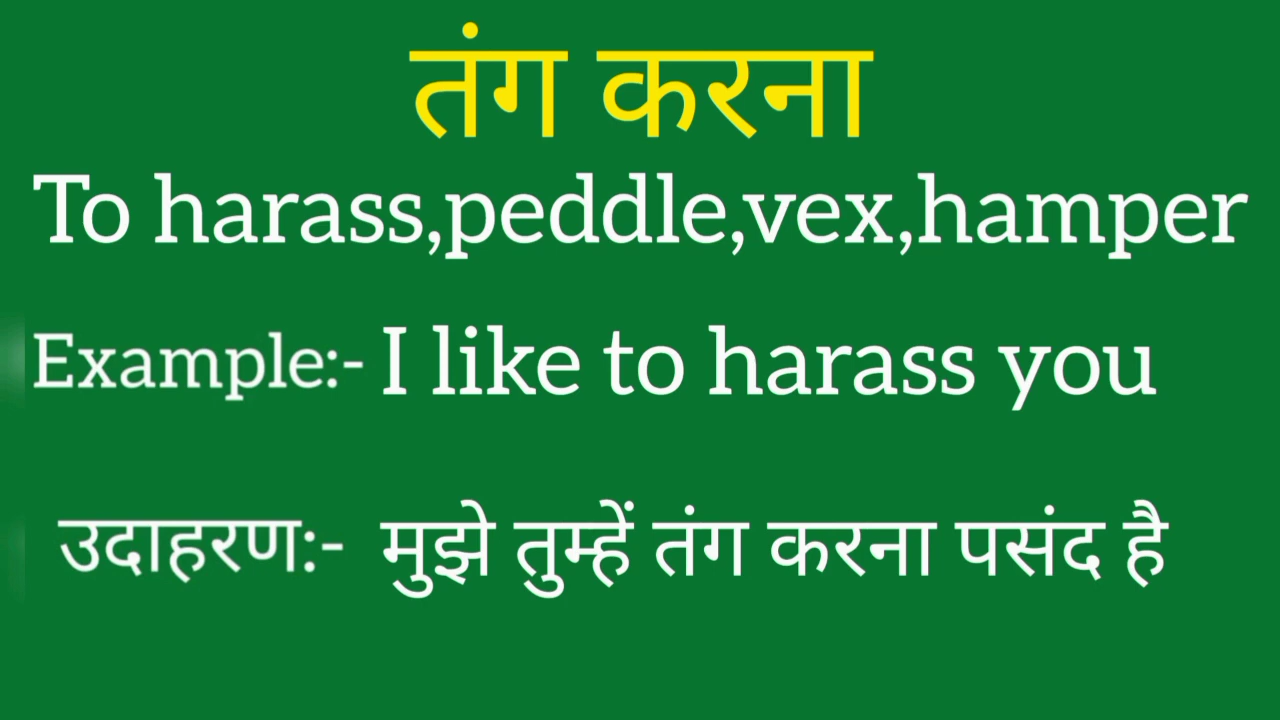 तंग करना
To harass,peddle,vex,hamper
Example:- I like to harass you
उदाहरण:- मुझे तुम्हें तंग करना पसंद है